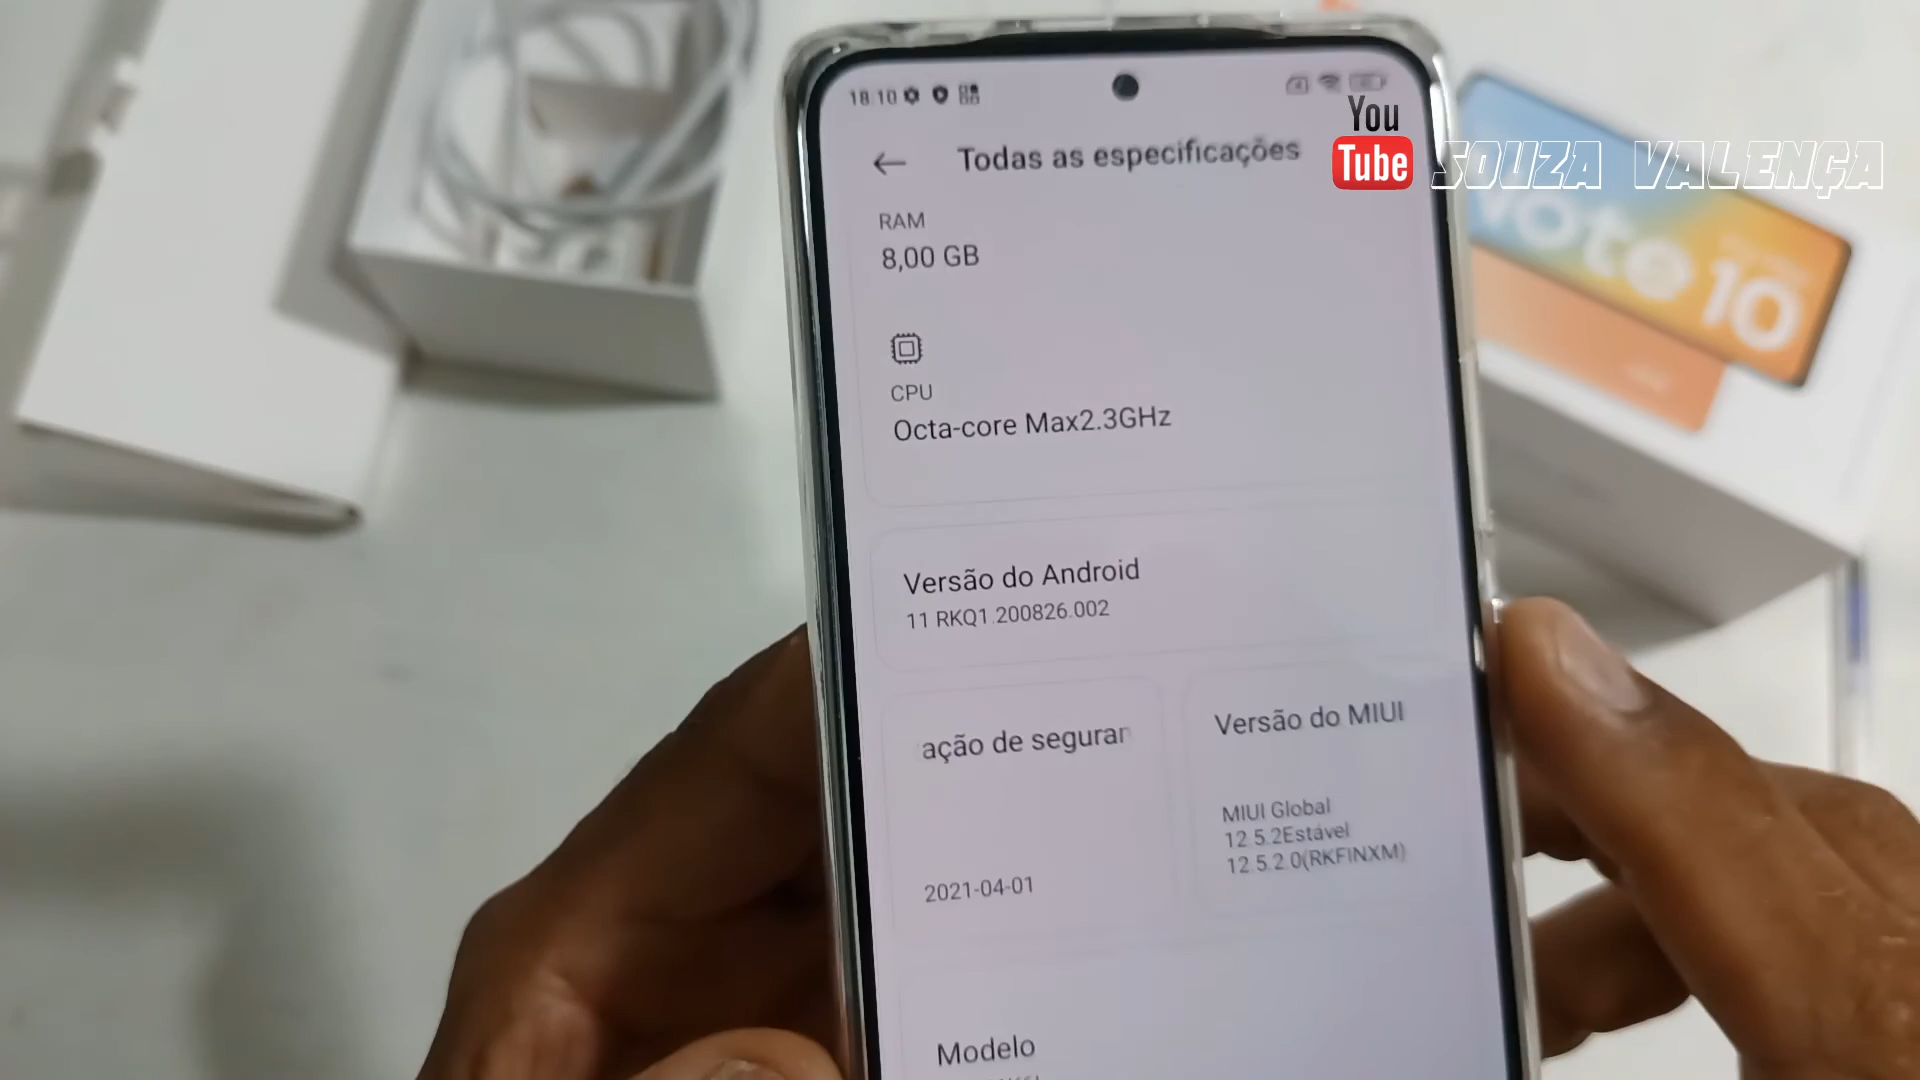 18:10
You
Tube
SOUZA VALENÇA
Todas as especificações
RAM
8,00 GB
CPU
Octa-core Max2.3GHz
Versão do Android
11 RKQ1.200826.002
ação de seguran
2021-04-01
Versão do MIUI
MIUI Global
12.5.2Estável
12.5.2.0(RKFINXM)
Modelo
Note 10